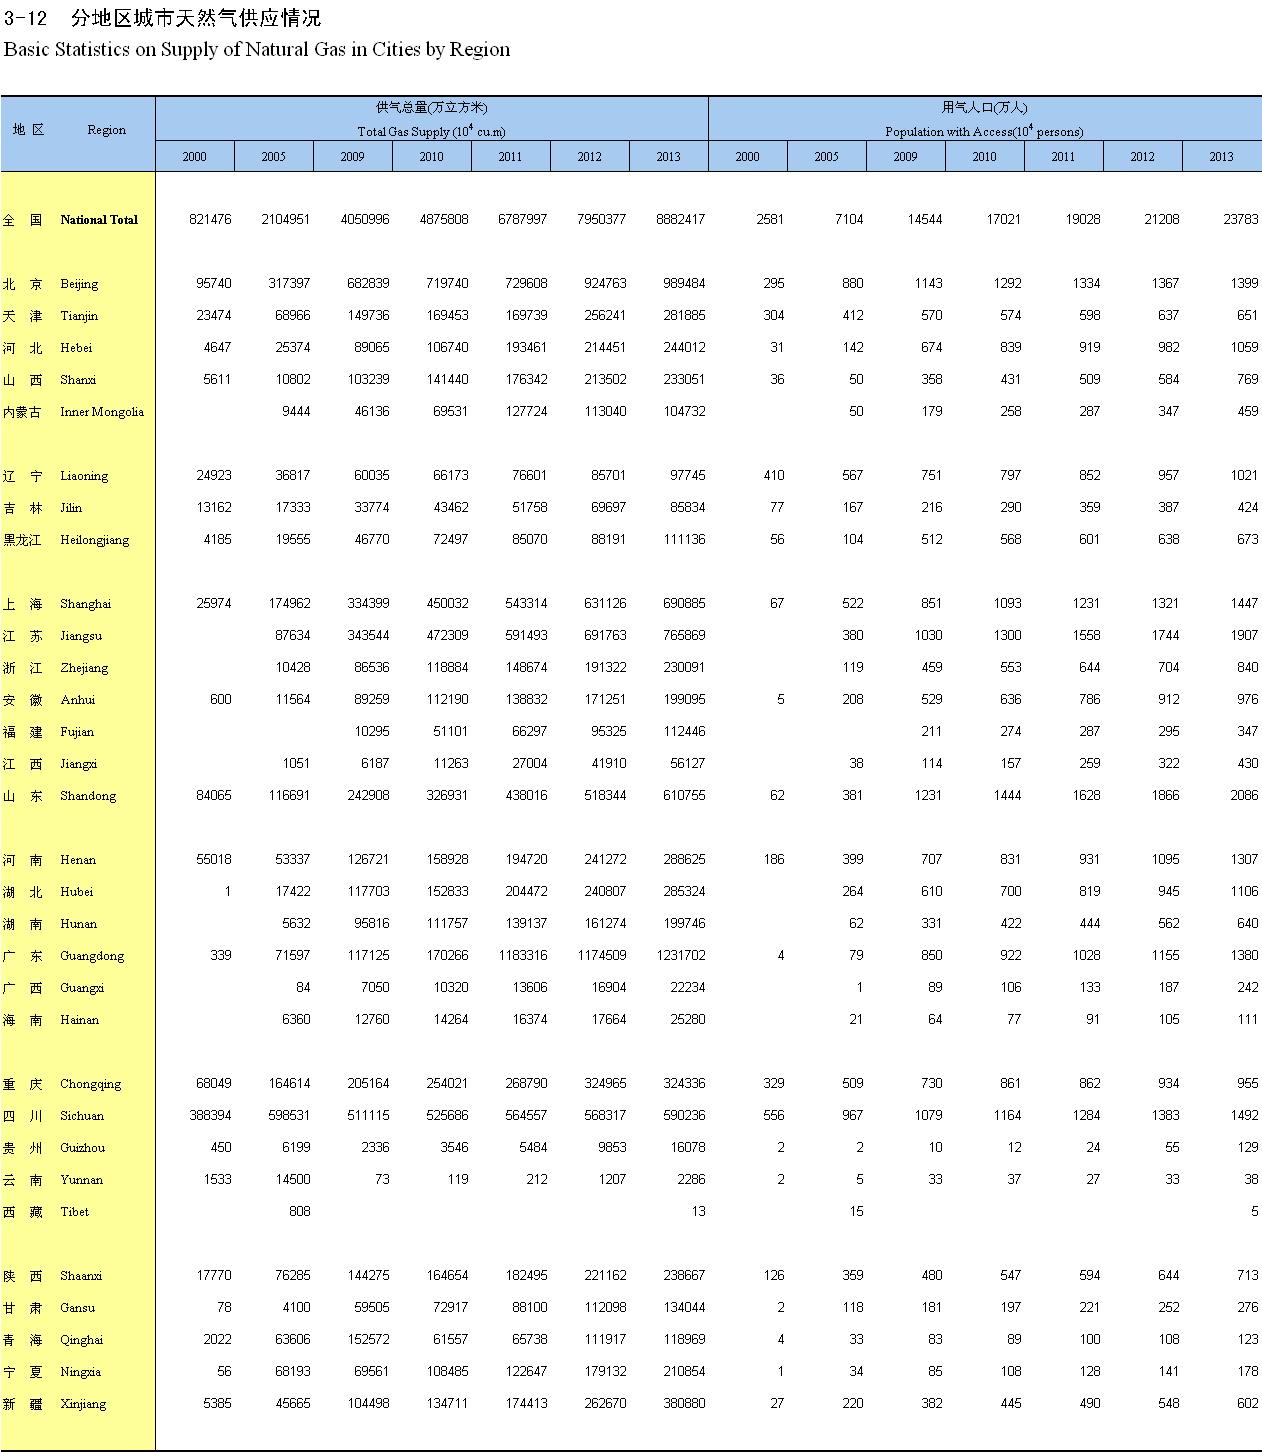 3-12 分地区城市天然气供应情况
Basic Statistics on Supply of Natural Gas in Cities by Region
地 区 Region 供气总量(万立方米) 用气人口(万人)
Total Gas Supply (10⁴ cu.m) Population with Access(10⁴ persons)
2000 2005 2009 2010 2011 2012 2013 2000 2005 2009 2010 2011 2012 2013
全 国 National Total 821476 2104951 4050996 4875808 6787997 7950377 8882417 2581 7104 14544 17021 19028 21208 23783
北 京 Beijing 95740 317397 682839 719740 729608 924763 989484 295 880 1143 1292 1334 1367 1399
天 津 Tianjin 23474 68966 149736 169453 169739 256241 281885 304 412 570 574 598 637 651
河 北 Hebei 4647 25374 89065 106740 193461 214451 244012 31 142 674 839 919 982 1059
山 西 Shanxi 5611 10802 103239 141440 176342 213502 233051 36 50 358 431 509 584 769
内蒙古 Inner Mongolia 9444 46136 69531 127724 113040 104732 50 179 258 287 347 459
辽 宁 Liaoning 24923 36817 60035 66173 76601 85701 97745 410 567 751 797 852 957 1021
吉 林 Jilin 13162 17333 33774 43462 51758 69697 85834 77 167 216 290 359 387 424
黑龙江 Heilongjiang 4185 19555 46770 72497 85070 88191 111136 56 104 512 568 601 638 673
上 海 Shanghai 25974 174962 334399 450032 543314 631126 690885 67 522 851 1093 1231 1321 1447
江 苏 Jiangsu 87634 343544 472309 591493 691763 765869 380 1030 1300 1558 1744 1907
浙 江 Zhejiang 10428 86536 118884 148674 191322 230091 119 459 553 644 704 840
安 徽 Anhui 600 11564 89259 112190 138832 171251 199095 5 208 529 636 786 912 976
福 建 Fujian 10295 51101 66297 95325 112446 211 274 287 295 347
江 西 Jiangxi 1051 6187 11263 27004 41910 56127 38 114 157 259 322 430
山 东 Shandong 84065 116691 242908 326931 438016 518344 610755 62 381 1231 1444 1628 1866 2086
河 南 Henan 55018 53337 126721 158928 194720 241272 288625 186 399 707 831 931 1095 1307
湖 北 Hubei 1 17422 117703 152833 204472 240807 285324 264 610 700 819 945 1106
湖 南 Hunan 5632 95816 111757 139137 161274 199746 62 331 422 444 562 640
广 东 Guangdong 339 71597 117125 170266 1183316 1174509 1231702 4 79 850 922 1028 1155 1380
广 西 Guangxi 84 7050 10320 13606 16904 22234 1 89 106 133 187 242
海 南 Hainan 6360 12760 14264 16374 17664 25280 21 64 77 91 105 111
重 庆 Chongqing 68049 164614 205164 254021 268790 324965 324336 329 509 730 861 862 934 955
四 川 Sichuan 388394 598531 511115 525686 564557 568317 590236 556 967 1079 1164 1284 1383 1492
贵 州 Guizhou 450 6199 2336 3546 5484 9853 16078 2 2 10 12 24 55 129
云 南 Yunnan 1533 14500 73 119 212 1207 2286 2 5 33 37 27 33 38
西 藏 Tibet 808 13 15 5
陕 西 Shaanxi 17770 76285 144275 164654 182495 221162 238667 126 359 480 547 594 644 713
甘 肃 Gansu 78 4100 59505 72917 88100 112098 134044 2 118 181 197 221 252 276
青 海 Qinghai 2022 63606 152572 61557 65738 111917 118969 4 33 83 89 100 108 123
宁 夏 Ningxia 56 68193 69561 108485 122647 179132 210854 1 34 85 108 128 141 178
新 疆 Xinjiang 5385 45665 104498 134711 174413 262670 380880 27 220 382 445 490 548 602